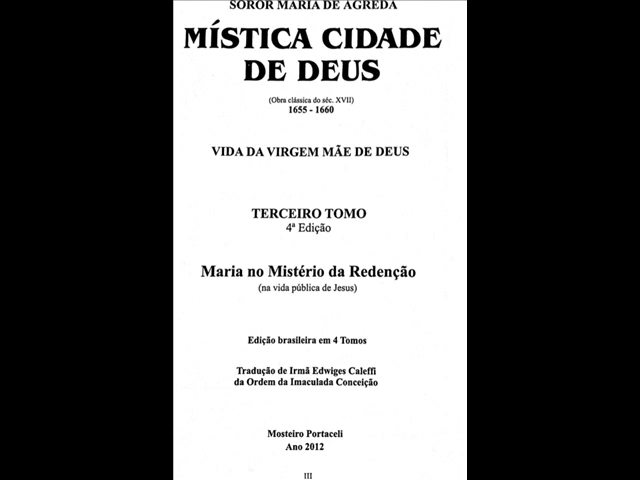 SOROR MARIA DE AGREDA
MÍSTICA CIDADE
DE DEUS
(Obra clássica do séc. XVII)
1655 - 1660
VIDA DA VIRGEM MÃE DE DEUS
TERCEIRO TOMO
4ª Edição
Maria no Mistério da Redenção
(na vida pública de Jesus)
Edição brasileira em 4 Tomos
Tradução de Irmã Edwiges Caleffi
da Ordem da Imaculada Conceição
Mosteiro Portaceli
Ano 2012
III